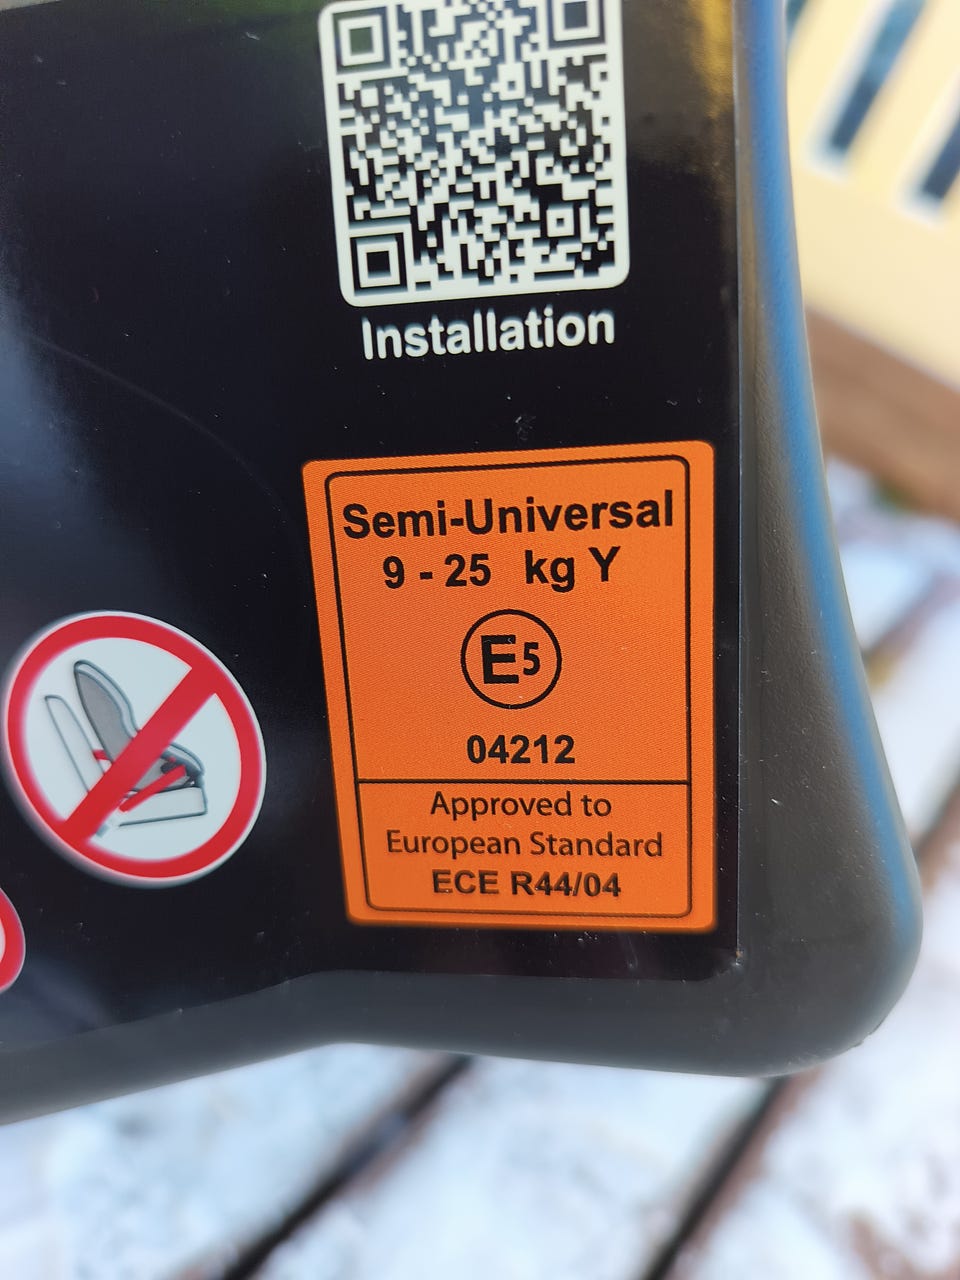 Installation
Semi-Universal
9 - 25 kg Y
E5
04212
Approved to
European Standard
ECE R44/04